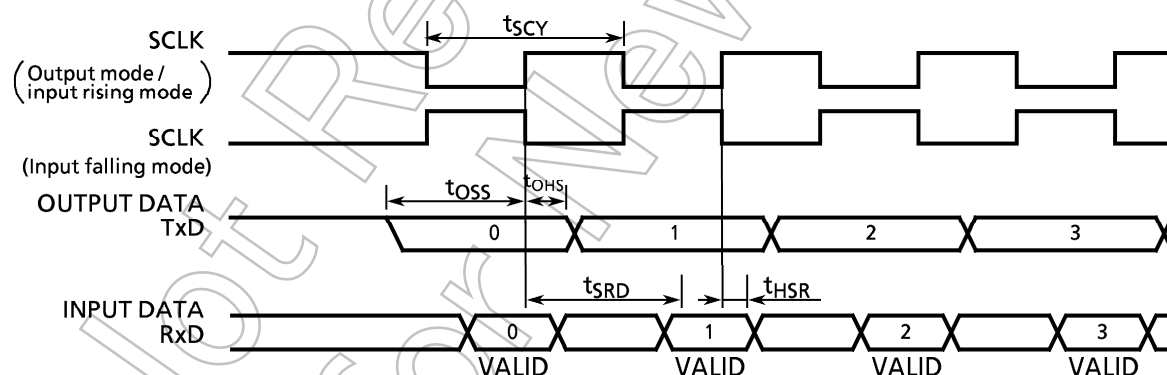 tSCY
SCLK
(Output mode /
input rising mode)
SCLK
(Input falling mode)
tOSS
tOHS
OUTPUT DATA
TxD
0
1
2
3
tSRD
tHSR
INPUT DATA
RxD
0
1
2
3
VALID
VALID
VALID
VALID